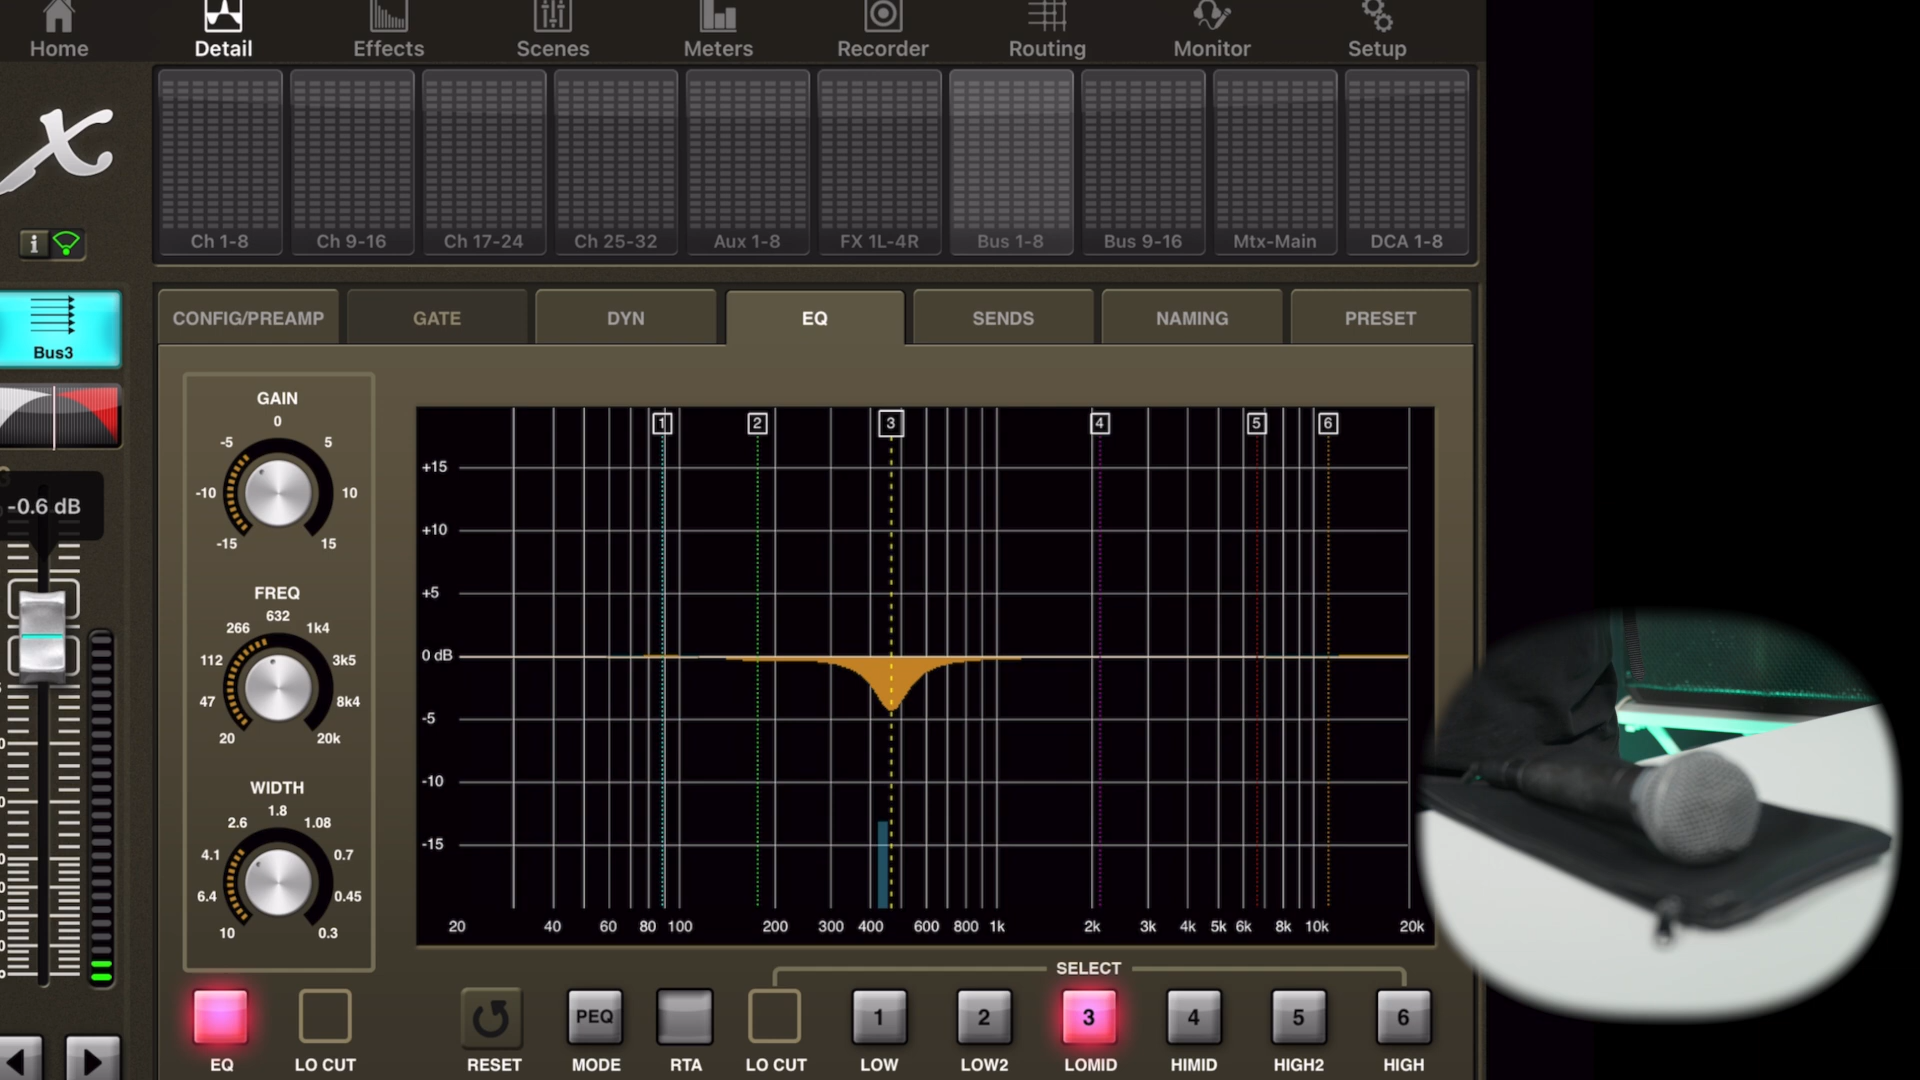 Home Detail Effects Scenes Meters Recorder Routing Monitor Setup
Ch 1-8 Ch 9-16 Ch 17-24 Ch 25-32 Aux 1-8 FX 1L-4R Bus 1-8 Bus 9-16 Mtx-Main DCA 1-8
i
Bus3
CONFIG/PREAMP GATE DYN EQ SENDS NAMING PRESET
-0.6 dB
GAIN
0
-5 5
-10 10
-15 15
FREQ
632
266 1k4
112 3k5
47 8k4
20 20k
WIDTH
1.8
2.6 1.08
4.1 0.7
6.4 0.45
10 0.3
1 2 3 4 5 6
+15
+10
+5
0 dB
-5
-10
-15
20 40 60 80 100 200 300 400 600 800 1k 2k 3k 4k 5k 6k 8k 10k 20k
SELECT
PEQ 1 2 3 4 5 6
EQ LO CUT RESET MODE RTA LO CUT LOW LOW2 LOMID HIMID HIGH2 HIGH